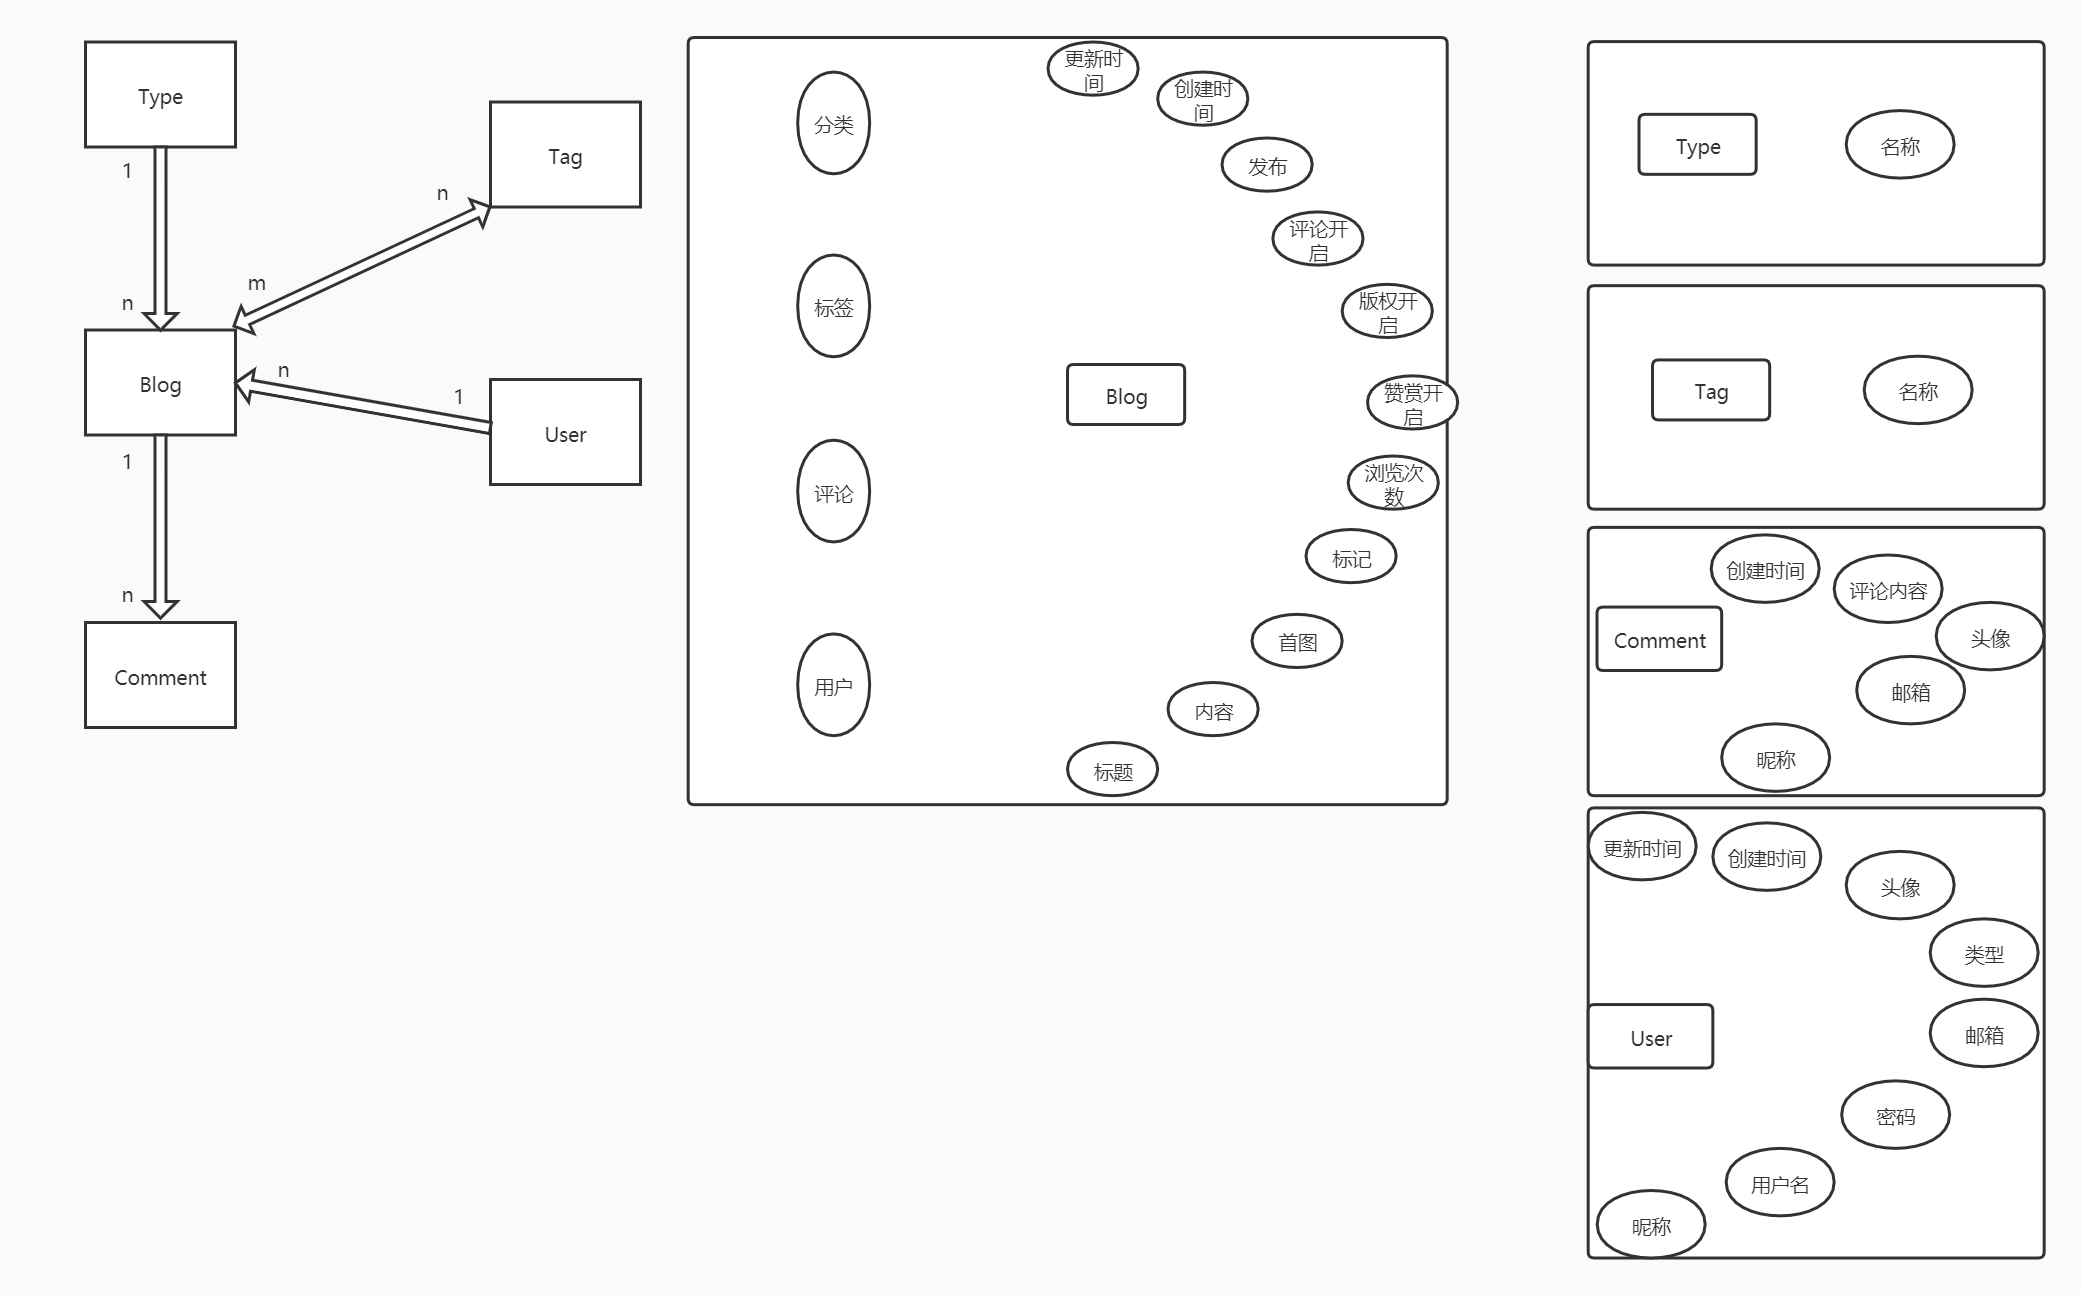 Type
1
n
Tag
n
m
Blog
n
1
User
1
n
Comment
分类
标签
评论
用户
Blog
更新时
间
创建时
间
发布
评论开
启
版权开
启
赞赏开
启
浏览次
数
标记
首图
内容
标题
Type
名称
Tag
名称
Comment
创建时间
评论内容
头像
邮箱
昵称
更新时间
创建时间
头像
类型
User
邮箱
密码
用户名
昵称